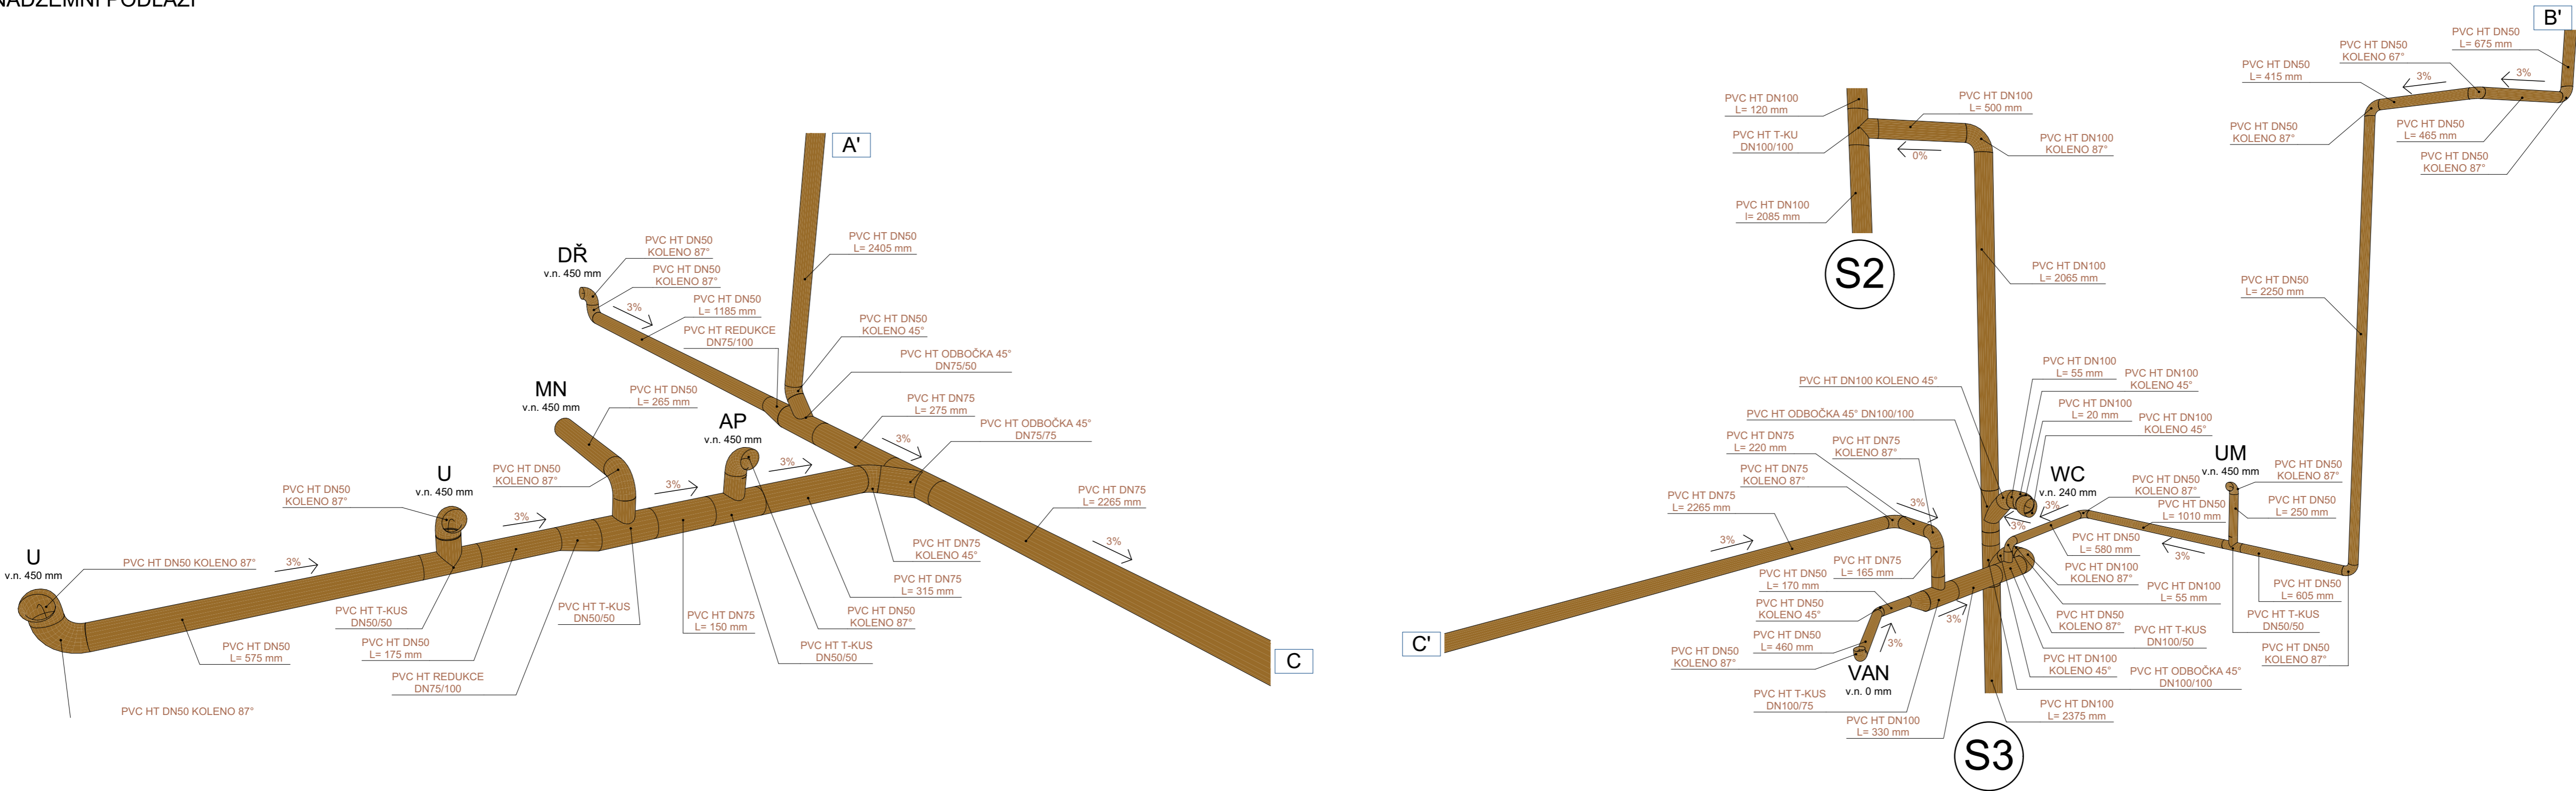 NADZEMNÍ PODLAŽÍ
A'
DŘ
v.n. 450 mm
PVC HT DN50
KOLENO 87°
PVC HT DN50
KOLENO 87°
3%
PVC HT DN50
L= 1185 mm
PVC HT REDUKCE
DN75/100
PVC HT DN50
L= 2405 mm
PVC HT DN50
KOLENO 45°
PVC HT ODBOČKA 45°
DN75/50
PVC HT DN75
L= 275 mm
3%
PVC HT ODBOČKA 45°
DN75/75
MN
v.n. 450 mm
PVC HT DN50
L= 265 mm
PVC HT DN50
KOLENO 87°
AP
v.n. 450 mm
3%
3%
U
v.n. 450 mm
PVC HT DN50
KOLENO 87°
3%
PVC HT DN75
L= 2265 mm
3%
U
v.n. 450 mm
PVC HT DN50 KOLENO 87°
3%
PVC HT DN75
KOLENO 45°
PVC HT DN75
L= 315 mm
PVC HT DN50
KOLENO 87°
PVC HT T-KUS
DN50/50
PVC HT T-KUS
DN50/50
PVC HT DN75
L= 150 mm
PVC HT DN50
L= 575 mm
PVC HT DN50
L= 175 mm
PVC HT T-KUS
DN50/50
PVC HT REDUKCE
DN75/100
PVC HT DN50 KOLENO 87°
C
B'
PVC HT DN50
L= 675 mm
PVC HT DN50
KOLENO 67°
PVC HT DN50
L= 415 mm
3%
3%
PVC HT DN50
KOLENO 87°
PVC HT DN50
L= 465 mm
PVC HT DN50
KOLENO 87°
PVC HT DN100
L= 120 mm
PVC HT DN100
L= 500 mm
PVC HT T-KU
DN100/100
PVC HT DN100
KOLENO 87°
0%
PVC HT DN100
l= 2085 mm
S2
PVC HT DN100
L= 2065 mm
PVC HT DN50
L= 2250 mm
PVC HT DN100 KOLENO 45°
PVC HT DN100
L= 55 mm
PVC HT DN100
KOLENO 45°
PVC HT ODBOČKA 45° DN100/100
PVC HT DN100
L= 20 mm
PVC HT DN100
KOLENO 45°
PVC HT DN75
L= 220 mm
PVC HT DN75
KOLENO 87°
PVC HT DN75
KOLENO 87°
PVC HT DN75
L= 2265 mm
3%
3%
WC
v.n. 240 mm
3%
3%
UM
v.n. 450 mm
PVC HT DN50
KOLENO 87°
PVC HT DN50
KOLENO 87°
PVC HT DN50
L= 250 mm
PVC HT DN50
L= 1010 mm
3%
PVC HT DN50
L= 580 mm
PVC HT DN75
L= 165 mm
PVC HT DN50
L= 170 mm
PVC HT DN100
KOLENO 87°
PVC HT DN100
L= 55 mm
PVC HT DN50
L= 605 mm
PVC HT DN50
KOLENO 45°
3%
PVC HT DN50
KOLENO 87°
PVC HT T-KUS
DN50/50
PVC HT DN50
L= 460 mm
3%
PVC HT T-KUS
DN100/50
PVC HT DN50
KOLENO 87°
C'
PVC HT DN50
KOLENO 87°
VAN
v.n. 0 mm
PVC HT DN100
KOLENO 45°
PVC HT ODBOČKA 45°
DN100/100
PVC HT T-KUS
DN100/75
PVC HT DN100
L= 330 mm
PVC HT DN100
L= 2375 mm
S3